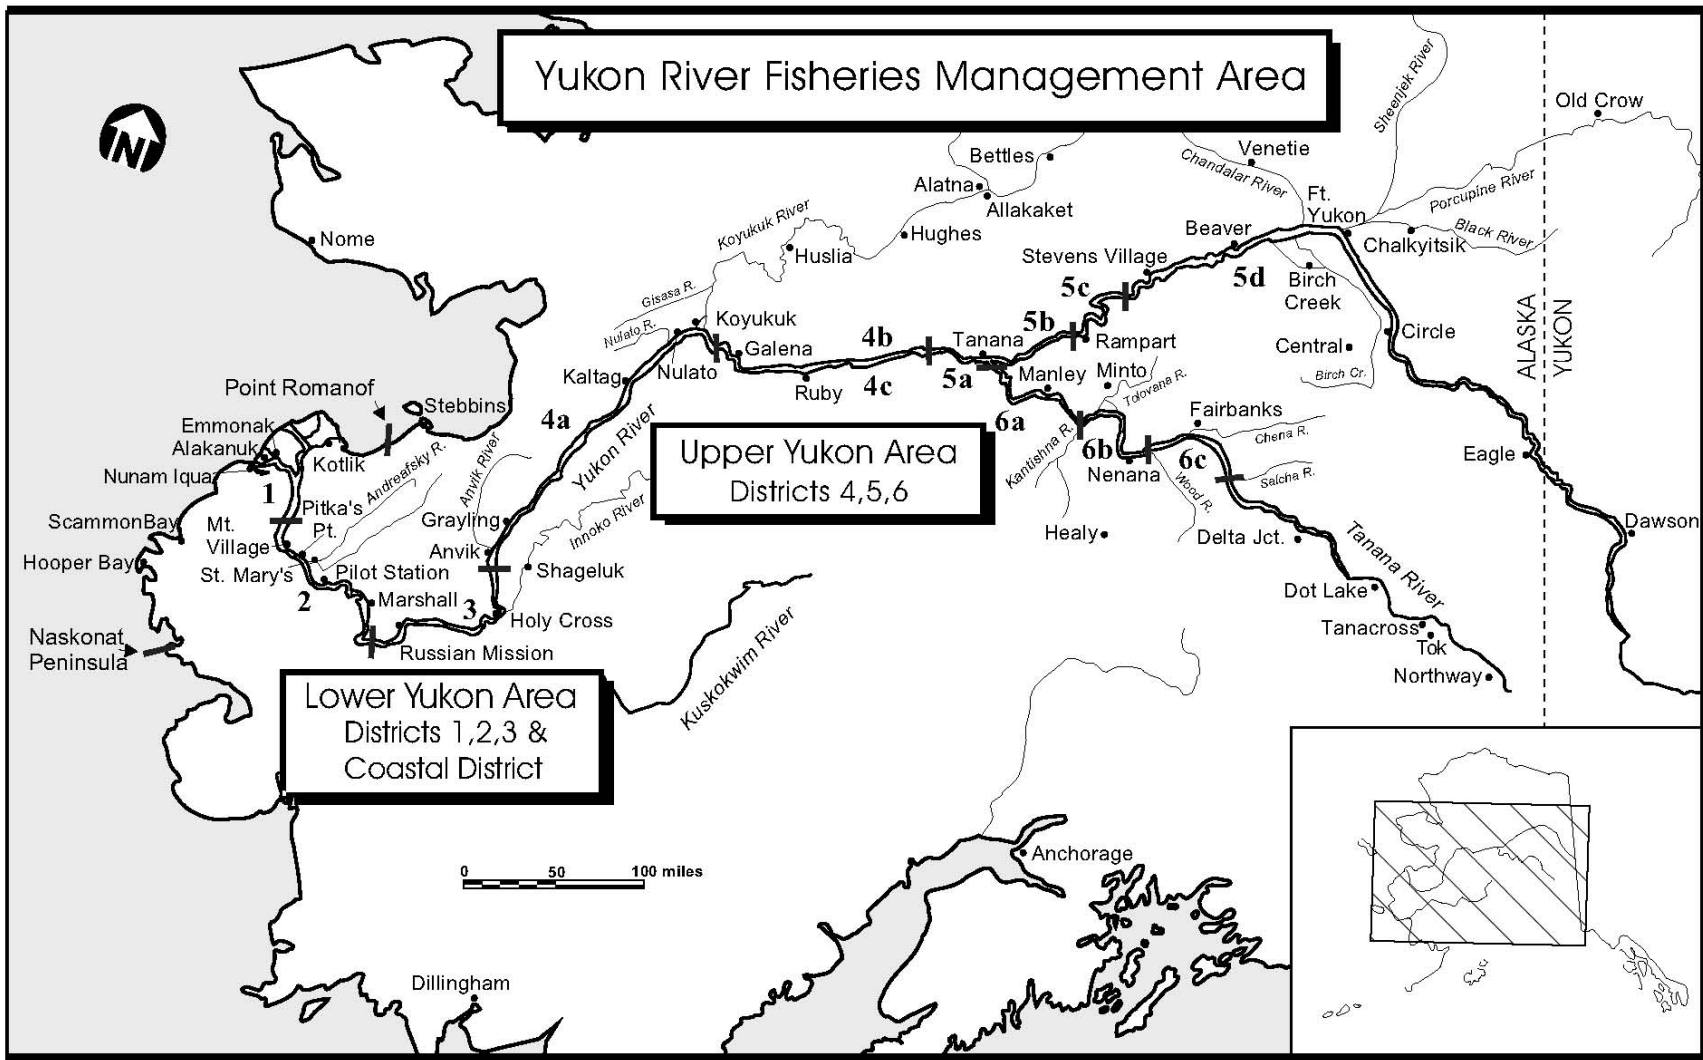 Yukon River Fisheries Management Area
N
Sheenjek River
Old Crow
Venetie
Chandalar River
Bettles
Alatna
Allakaket
Ft.
Yukon
Porcupine River
Black River
Chalkyitsik
Koyukuk River
Hughes
Huslia
Nome
Beaver
Stevens Village
5c
5d
Birch
Creek
Gisasa R.
Nulato R.
Koyukuk
Galena
Nulato
Kaltag
4a
4b
4c
Ruby
Tanana
5a
5b
Rampart
Circle
Central
Birch Cr.
ALASKA
YUKON
Manley
Minto
Tolovana R.
6a
Fairbanks
Chena R.
Point Romanof
Stebbins
Emmonak
Alakanuk
Nunam Iqua
Kotlik
1
Andreafsky R.
Anvik River
Yukon River
Innoko River
Upper Yukon Area
Districts 4,5,6
Kantishna R.
6b
Nenana
Wood R.
6c
Salcha R.
Eagle
Dawson
ScammonBay
Hooper Bay
Mt.
Village
Pitka's
Pt.
St. Mary's
2
Pilot Station
Marshall
3
Grayling
Anvik
Shageluk
Holy Cross
Russian Mission
Naskonat
Peninsula
Healy
Delta Jct.
Tanana River
Dot Lake
Tanacross
Tok
Northway
Kuskokwim River
Lower Yukon Area
Districts 1,2,3 &
Coastal District
0 50 100 miles
Anchorage
Dillingham